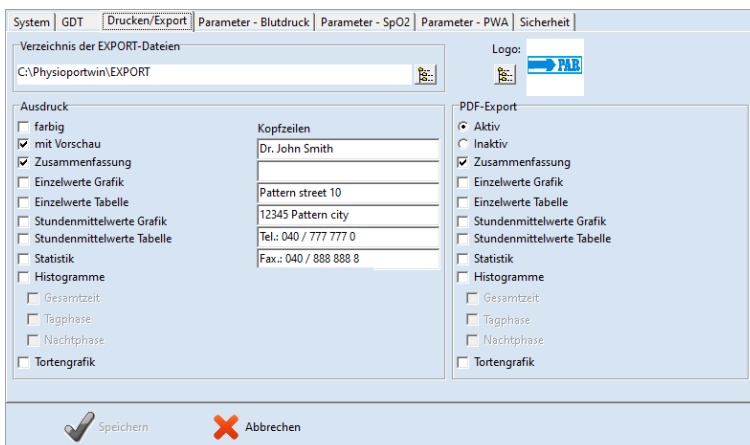 System GDT Drucken/Export Parameter - Blutdruck Parameter - SpO2 Parameter - PWA Sicherheit
Verzeichnis der EXPORT-Dateien
C:\Physioportwin\EXPORT
Logo:
PAR
Ausdruck
farbig
mit Vorschau
Zusammenfassung
Einzelwerte Grafik
Einzelwerte Tabelle
Stundenmittelwerte Grafik
Stundenmittelwerte Tabelle
Statistik
Histogramme
Gesamtzeit
Tagphase
Nachtphase
Tortengrafik
Kopfzeilen
Dr. John Smith
Pattern street 10
12345 Pattern city
Tel.: 040 / 777 777 0
Fax.: 040 / 888 888 8
PDF-Export
Aktiv
Inaktiv
Zusammenfassung
Einzelwerte Grafik
Einzelwerte Tabelle
Stundenmittelwerte Grafik
Stundenmittelwerte Tabelle
Statistik
Histogramme
Gesamtzeit
Tagphase
Nachtphase
Tortengrafik
Speichern
Abbrechen